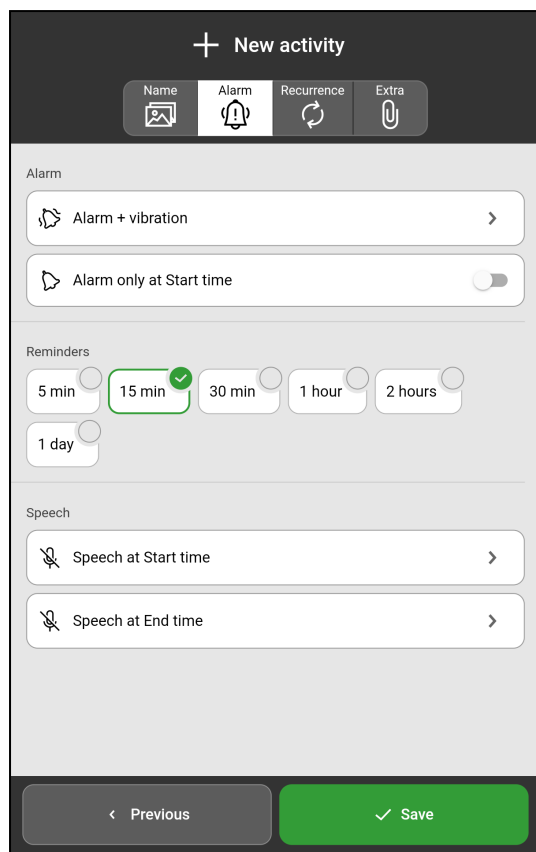 New activity
Name Alarm Recurrence Extra
Alarm
Alarm + vibration
Alarm only at Start time
Reminders
5 min 15 min 30 min 1 hour 2 hours
1 day
Speech
Speech at Start time
Speech at End time
Previous Save